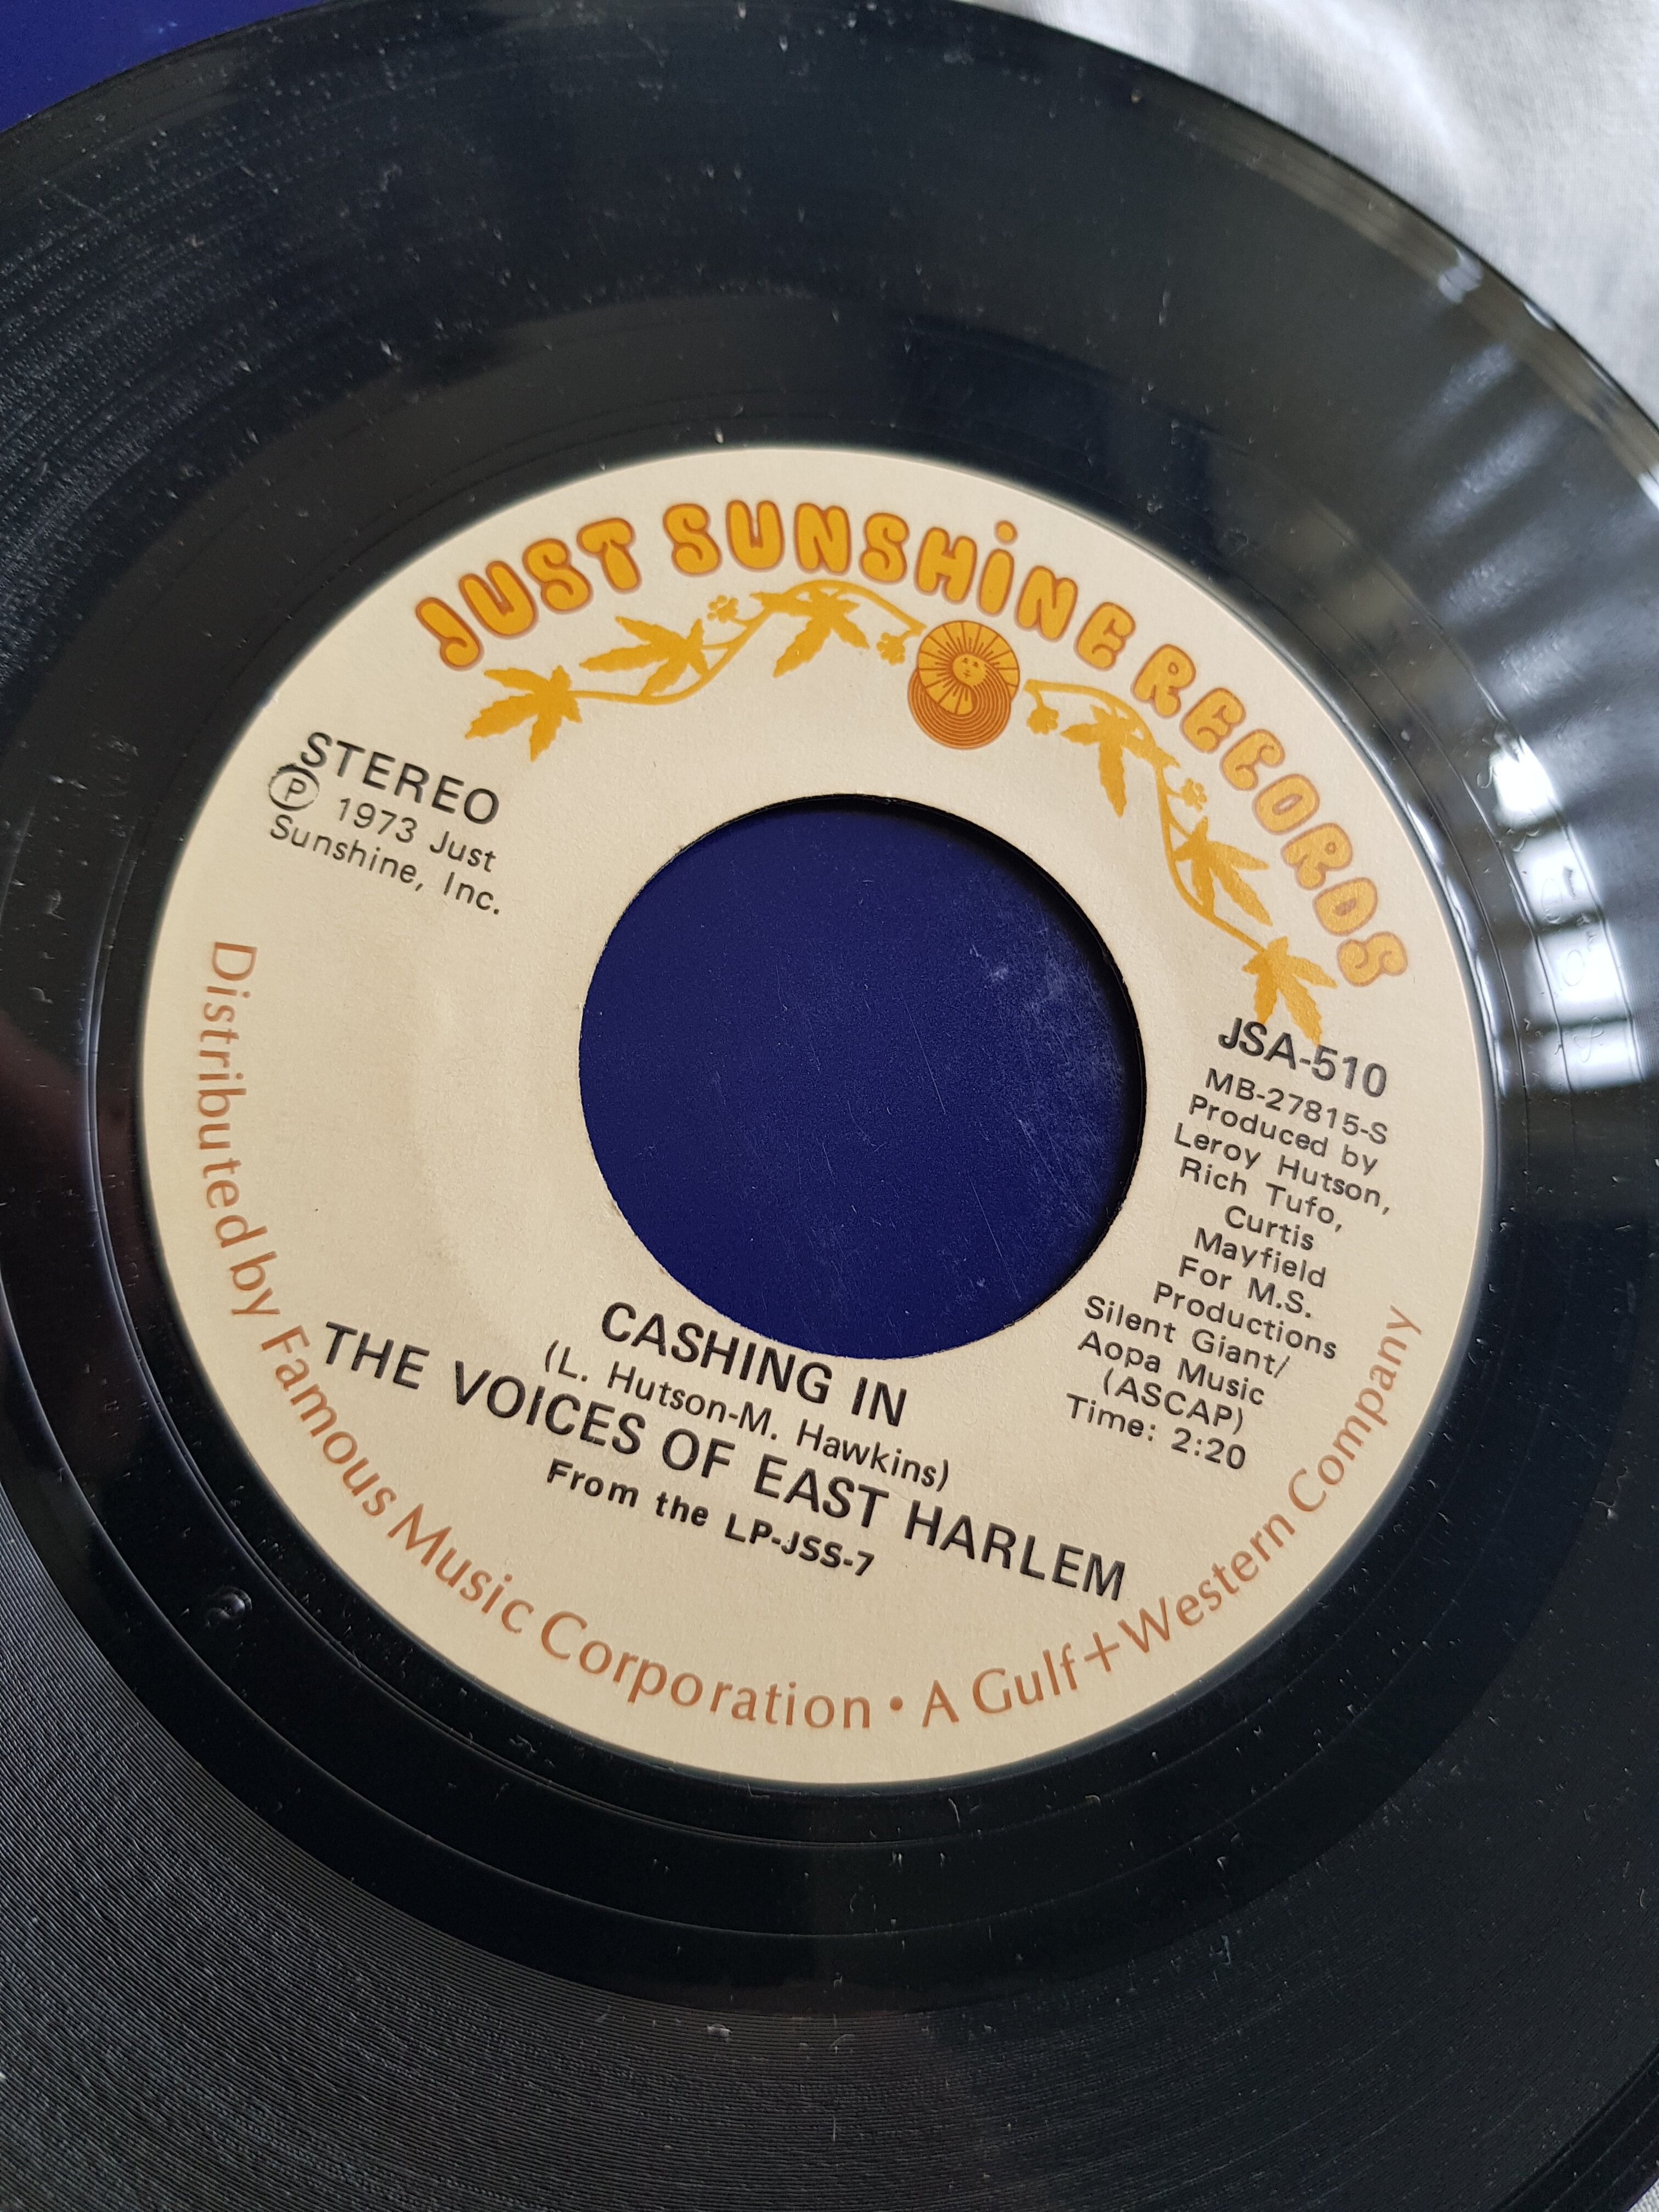 JUST SUNSHINE RECORDS
STEREO
Ⓟ 1973 Just
Sunshine, Inc.
JSA-510
MB-27815-S
Produced by
Leroy Hutson,
Rich Tufo,
Curtis
Mayfield
For M.S.
Productions
Silent Giant/
Aopa Music
(ASCAP)
Time: 2:20
CASHING IN
(L. Hutson-M. Hawkins)
THE VOICES OF EAST HARLEM
From the LP-JSS-7
Distributed by Famous Music Corporation • A Gulf+Western Company